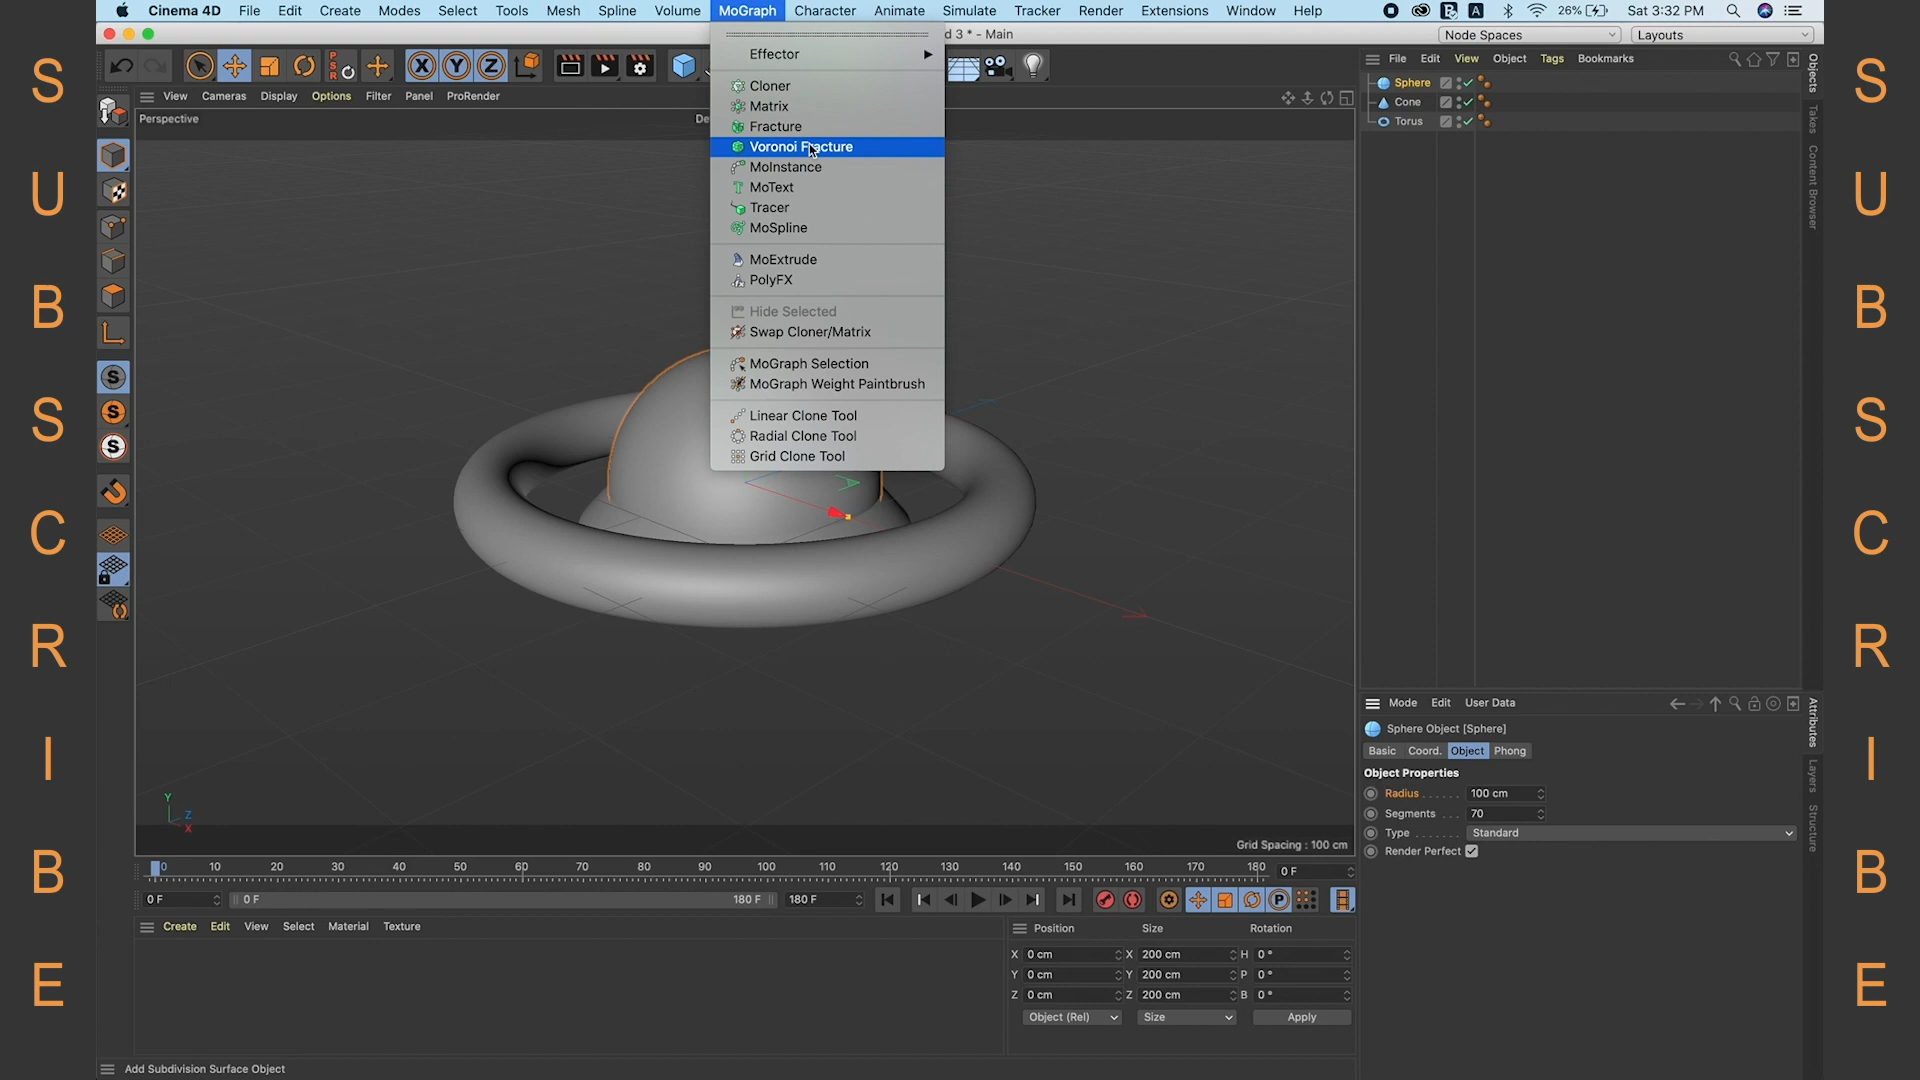 Cinema 4D File Edit Create Modes Select Tools Mesh Spline Volume MoGraph Character Animate Simulate Tracker Render Extensions Window Help 26% Sat 3:32 PM
d 3 * - Main
Node Spaces Layouts
Effector
Cloner
Matrix
Fracture
Voronoi Fracture
MoInstance
MoText
Tracer
MoSpline
MoExtrude
PolyFX
Hide Selected
Swap Cloner/Matrix
MoGraph Selection
MoGraph Weight Paintbrush
Linear Clone Tool
Radial Clone Tool
Grid Clone Tool
PSR X Y Z
View Cameras Display Options Filter Panel ProRender
Perspective
De
File Edit View Object Tags Bookmarks
Sphere
Cone
Torus
Objects
Takes
Content Browser
Mode Edit User Data
Sphere Object [Sphere]
Basic Coord. Object Phong
Object Properties
Radius 100 cm
Segments 70
Type Standard
Render Perfect
Attributes
Layers
Structure
Y
Z
X
Grid Spacing : 100 cm
0 10 20 30 40 50 60 70 80 90 100 110 120 130 140 150 160 170 180 0 F
0 F 0 F 180 F 180 F
Create Edit View Select Material Texture
Position Size Rotation
X 0 cm X 200 cm H 0 °
Y 0 cm Y 200 cm P 0 °
Z 0 cm Z 200 cm B 0 °
Object (Rel) Size Apply
Add Subdivision Surface Object
S
U
B
S
C
R
I
B
E
S
U
B
S
C
R
I
B
E